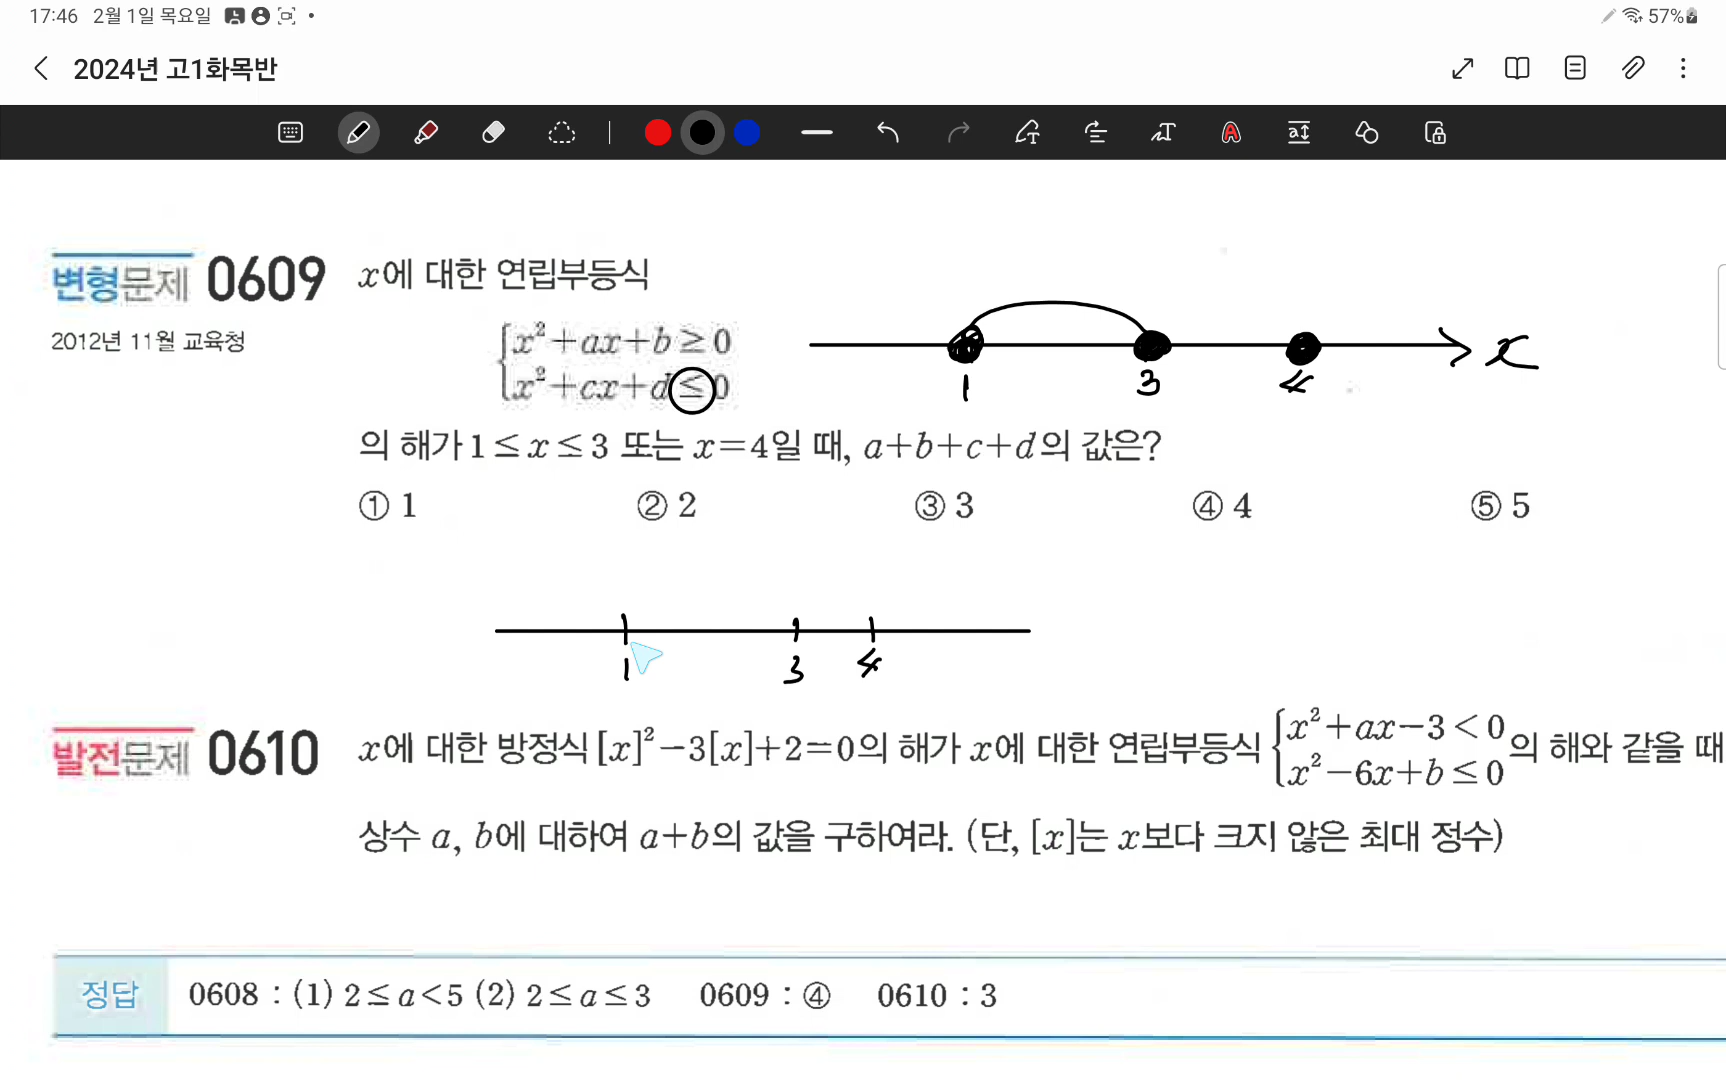 17:46 2월 1일 목요일 57%
2024년 고1화목반
변형문제 0609 x에 대한 연립부등식
2012년 11월 교육청
x²+ax+b≥0
x²+cx+d≤0
1 3 4 x
의 해가 1≤x≤3 또는 x=4일 때, a+b+c+d의 값은?
① 1 ② 2 ③ 3 ④ 4 ⑤ 5
1 3 4
발전문제 0610 x에 대한 방정식 [x]²-3[x]+2=0의 해가 x에 대한 연립부등식 {x²+ax-3<0 x²-6x+b≤0 의 해와 같을 때
상수 a, b에 대하여 a+b의 값을 구하여라. (단, [x]는 x보다 크지 않은 최대 정수)
정답 0608 : (1) 2≤a<5 (2) 2≤a≤3 0609 : ④ 0610 : 3